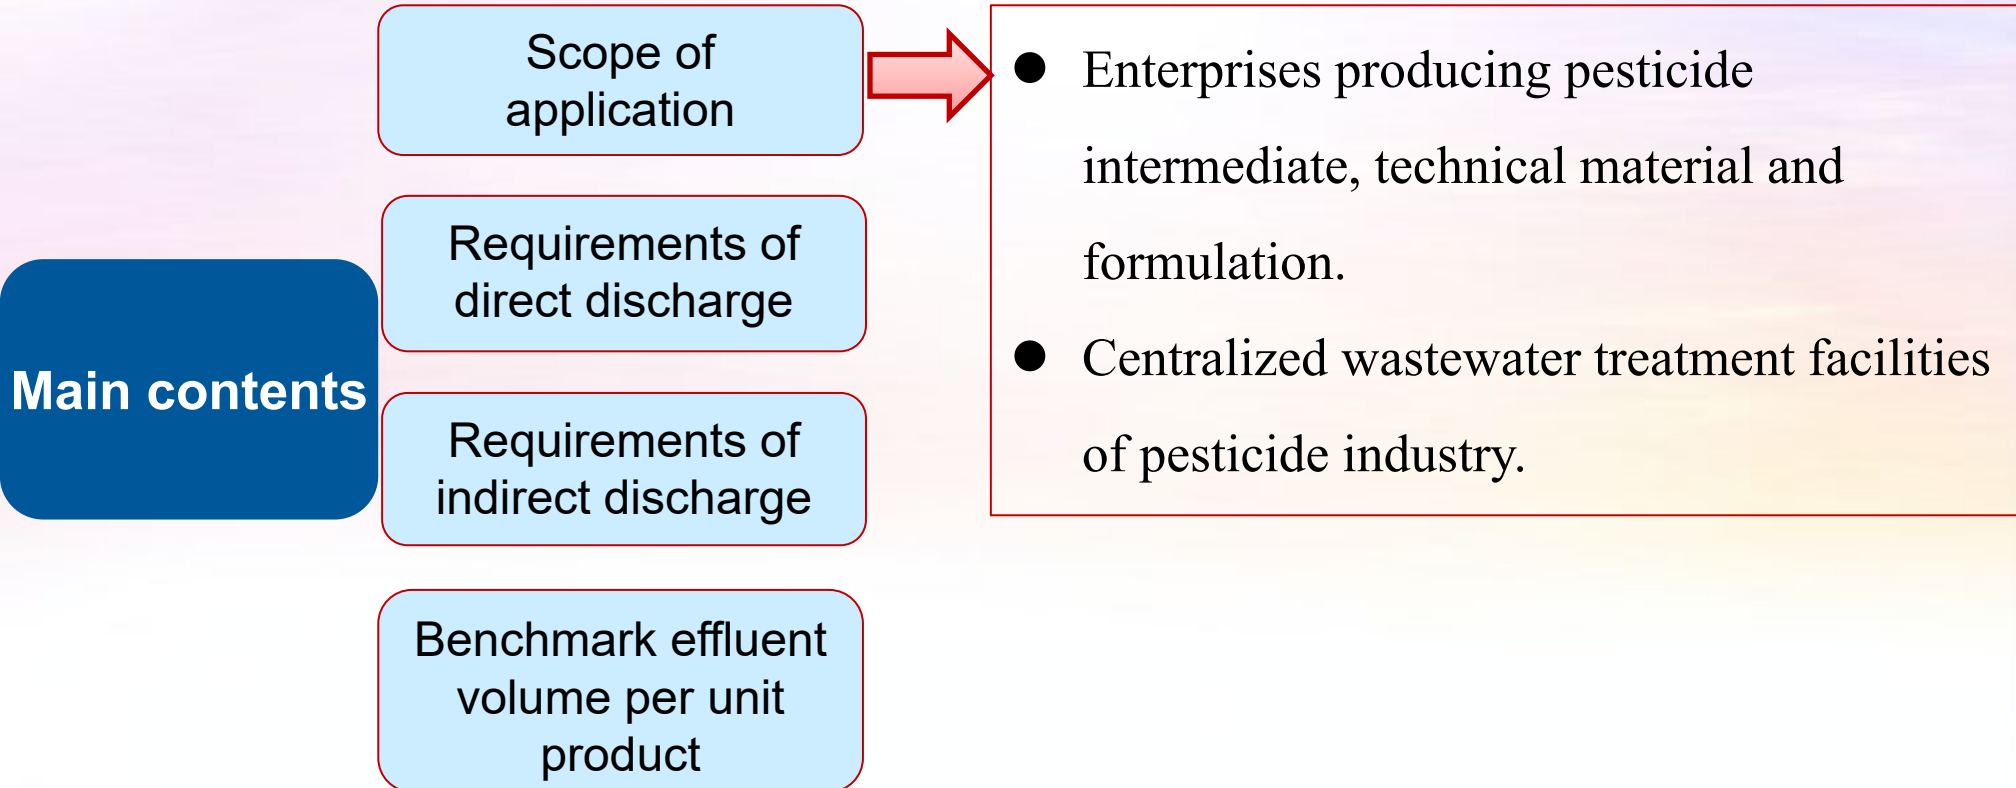 Main contents
Scope of
application
Requirements of
direct discharge
Requirements of
indirect discharge
Benchmark effluent
volume per unit
product
● Enterprises producing pesticide
intermediate, technical material and
formulation.
● Centralized wastewater treatment facilities
of pesticide industry.